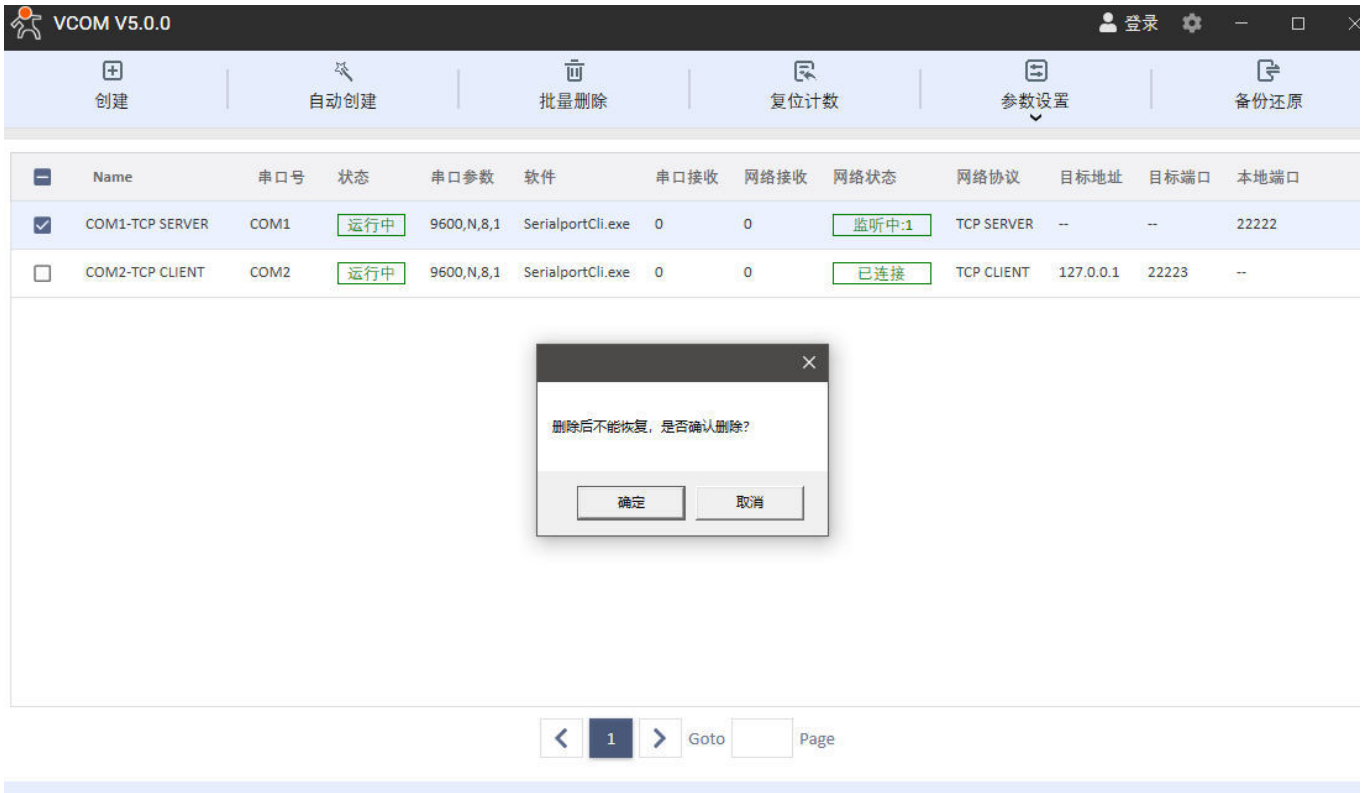 VCOM V5.0.0 登录
创建 自动创建 批量删除 复位计数 参数设置 备份还原
Name 串口号 状态 串口参数 软件 串口接收 网络接收 网络状态 网络协议 目标地址 目标端口 本地端口
COM1-TCP SERVER COM1 运行中 9600,N,8,1 SerialportCli.exe 0 0 监听中:1 TCP SERVER -- -- 22222
COM2-TCP CLIENT COM2 运行中 9600,N,8,1 SerialportCli.exe 0 0 已连接 TCP CLIENT 127.0.0.1 22223 --
删除后不能恢复，是否确认删除?
确定 取消
1 Goto Page